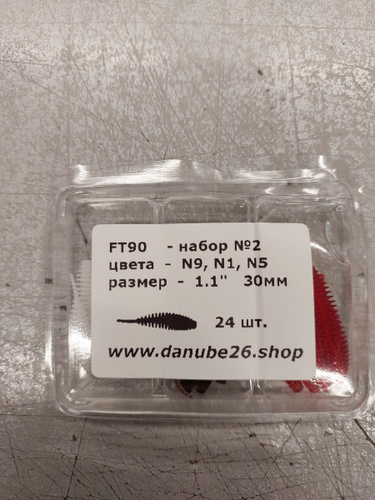 FT90 - набор №2
цвета - N9, N1, N5
размер - 1.1" 30мм
24 шт.
www.danube26.shop